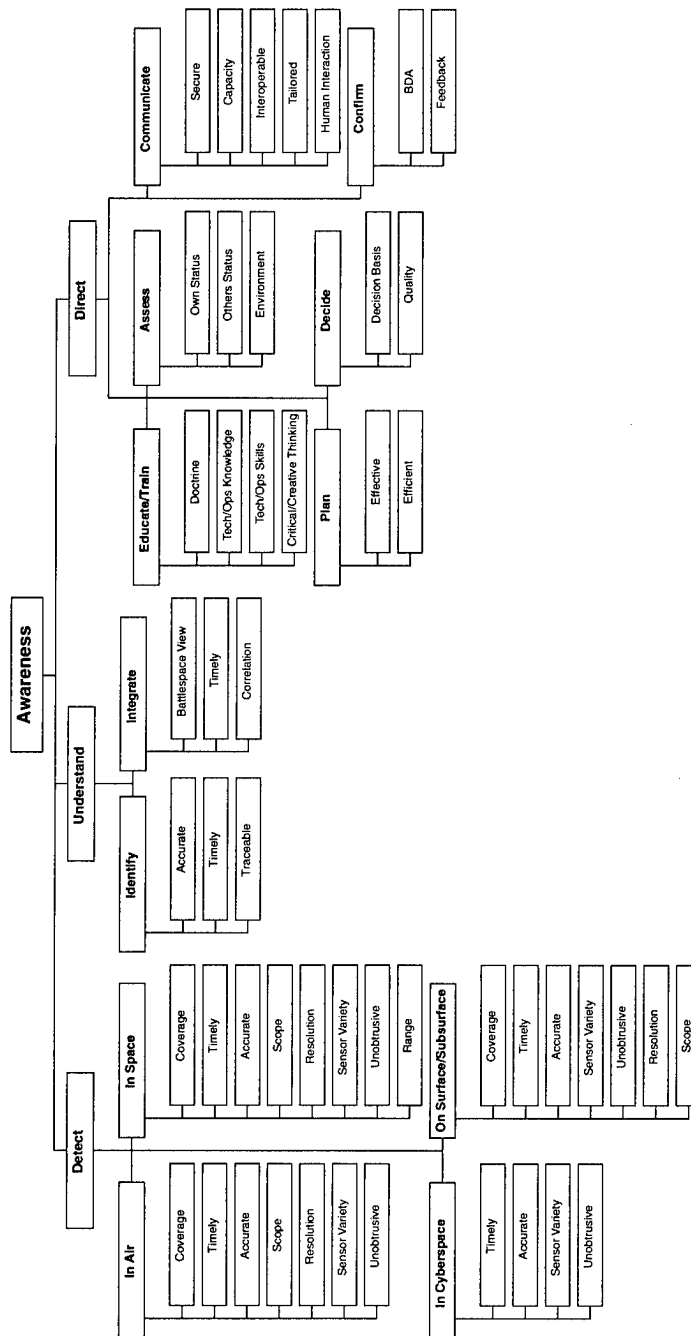 Awareness
Detect
In Air
Coverage
Timely
Accurate
Scope
Resolution
Sensor Variety
Unobtrusive
In Space
Coverage
Timely
Accurate
Scope
Resolution
Sensor Variety
Unobtrusive
Range
In Cyberspace
Timely
Accurate
Sensor Variety
Unobtrusive
On Surface/Subsurface
Coverage
Timely
Accurate
Sensor Variety
Unobtrusive
Resolution
Scope
Understand
Identify
Accurate
Timely
Traceable
Integrate
Battlespace View
Timely
Correlation
Direct
Educate/Train
Doctrine
Tech/Ops Knowledge
Tech/Ops Skills
Critical/Creative Thinking
Assess
Own Status
Others Status
Environment
Communicate
Secure
Capacity
Interoperable
Tailored
Human Interaction
Plan
Effective
Efficient
Decide
Decision Basis
Quality
Confirm
BDA
Feedback